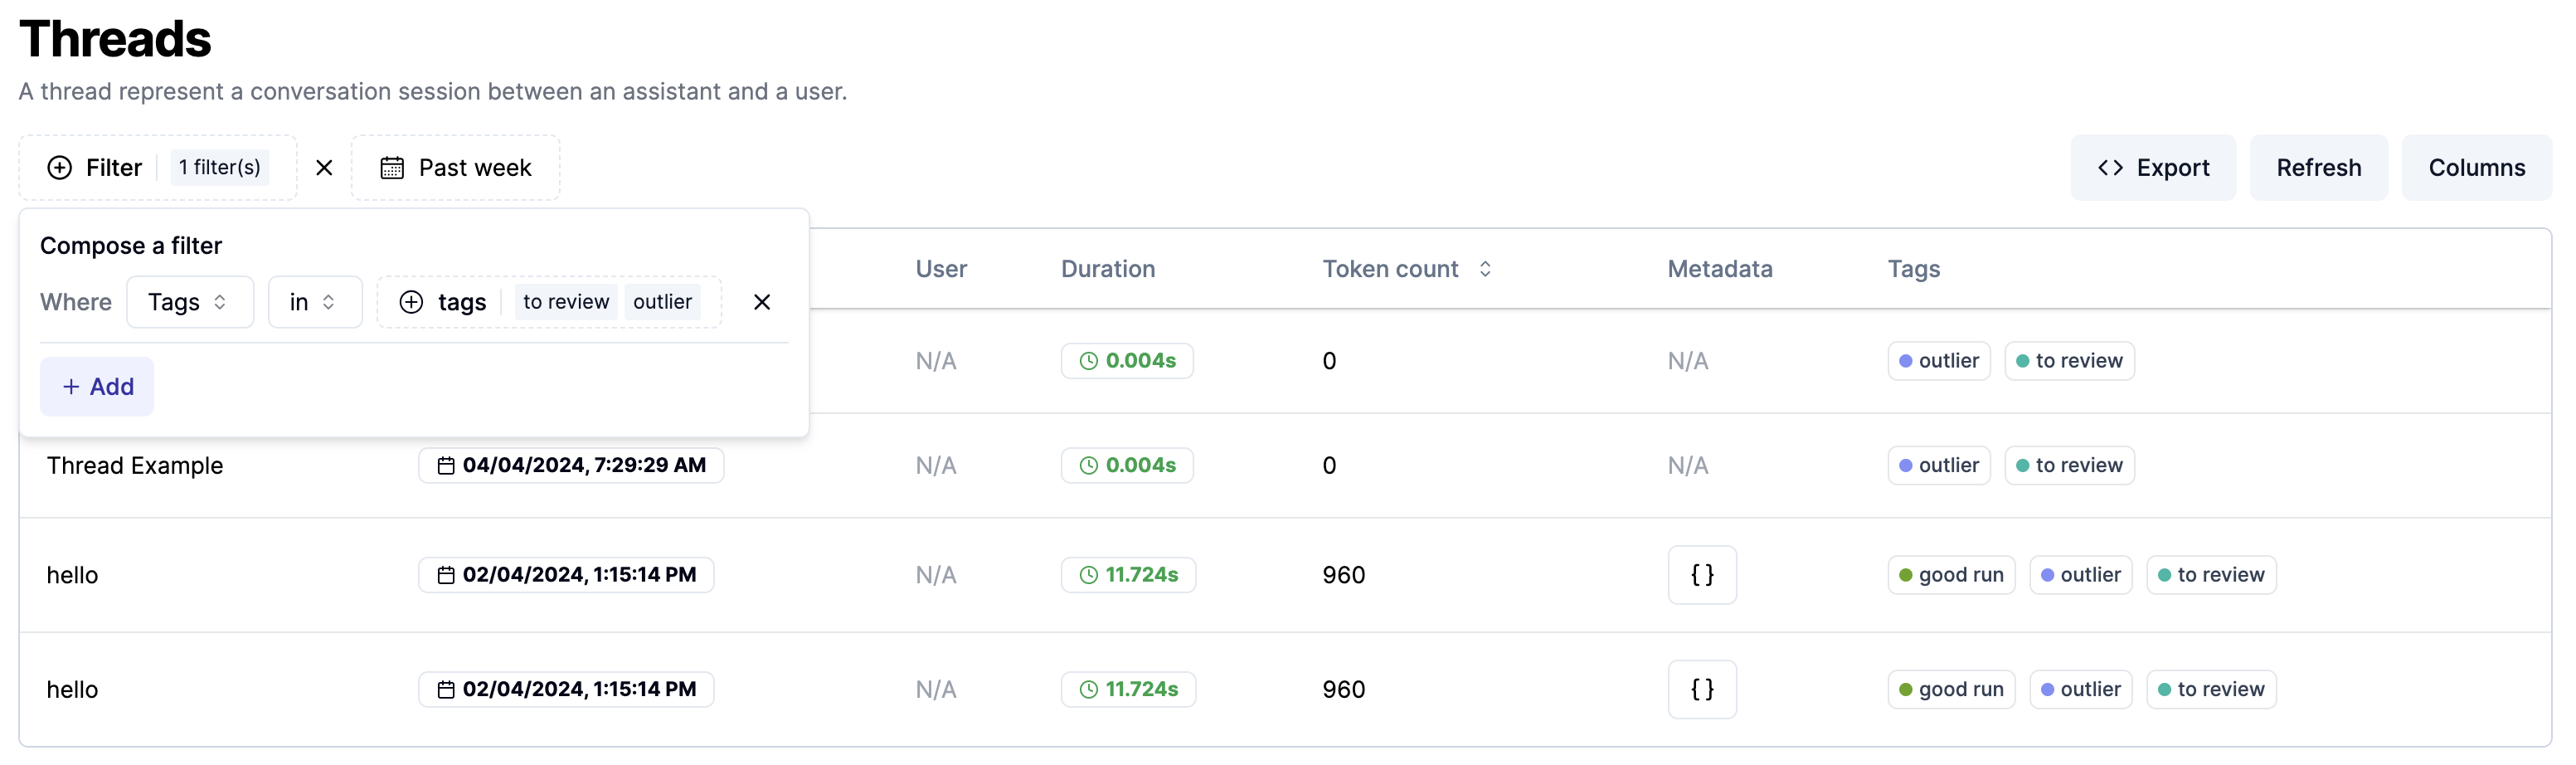 Threads
A thread represent a conversation session between an assistant and a user.
Filter 1 filter(s) Past week Export Refresh Columns
Compose a filter
Where Tags in tags to review outlier
+ Add
User Duration Token count Metadata Tags
N/A 0.004s 0 N/A outlier to review
Thread Example 04/04/2024, 7:29:29 AM N/A 0.004s 0 N/A outlier to review
hello 02/04/2024, 1:15:14 PM N/A 11.724s 960 {} good run outlier to review
hello 02/04/2024, 1:15:14 PM N/A 11.724s 960 {} good run outlier to review